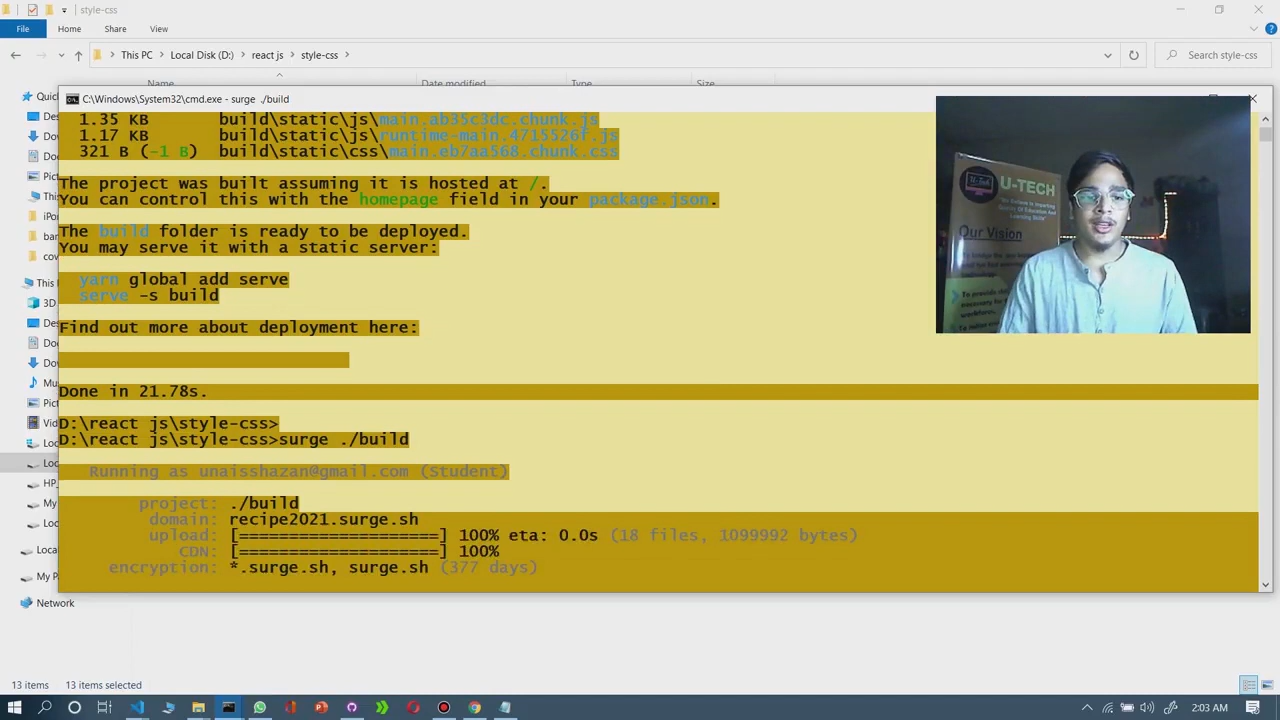 style-css
File Home Share View
This PC Local Disk (D:) react js style-css
Search style-css
Name Date modified Type Size
C:\Windows\System32\cmd.exe - surge ./build
1.35 KB build\static\js\main.ab35c3dc.chunk.js
1.17 KB build\static\js\runtime-main.4715526f.js
321 B (-1 B) build\static\css\main.eb7aa568.chunk.css
The project was built assuming it is hosted at /.
You can control this with the homepage field in your package.json.
The build folder is ready to be deployed.
You may serve it with a static server:
yarn global add serve
serve -s build
Find out more about deployment here:
Done in 21.78s.
D:\react js\style-css>
D:\react js\style-css>surge ./build
Running as unaisshazan@gmail.com (Student)
project: ./build
domain: recipe2021.surge.sh
upload: [====================] 100% eta: 0.0s (18 files, 1099992 bytes)
CDN: [====================] 100%
encryption: *.surge.sh, surge.sh (377 days)
U-TECH
Our Vision
Network
13 items 13 items selected
2:03 AM